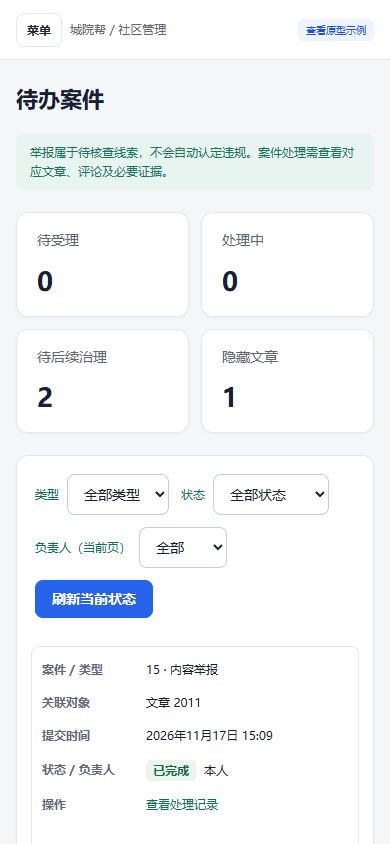 菜单 城院帮 / 社区管理 查看原型示例
待办案件
举报属于待核查线索，不会自动认定违规。案件处理需查看对
应文章、评论及必要证据。
待受理 处理中
0 0
待后续治理 隐藏文章
2 1
类型 全部类型 状态 全部状态
负责人（当前页） 全部
刷新当前状态
案件 / 类型 15 · 内容举报
关联对象 文章 2011
提交时间 2026年11月17日 15:09
状态 / 负责人 已完成 本人
操作 查看处理记录